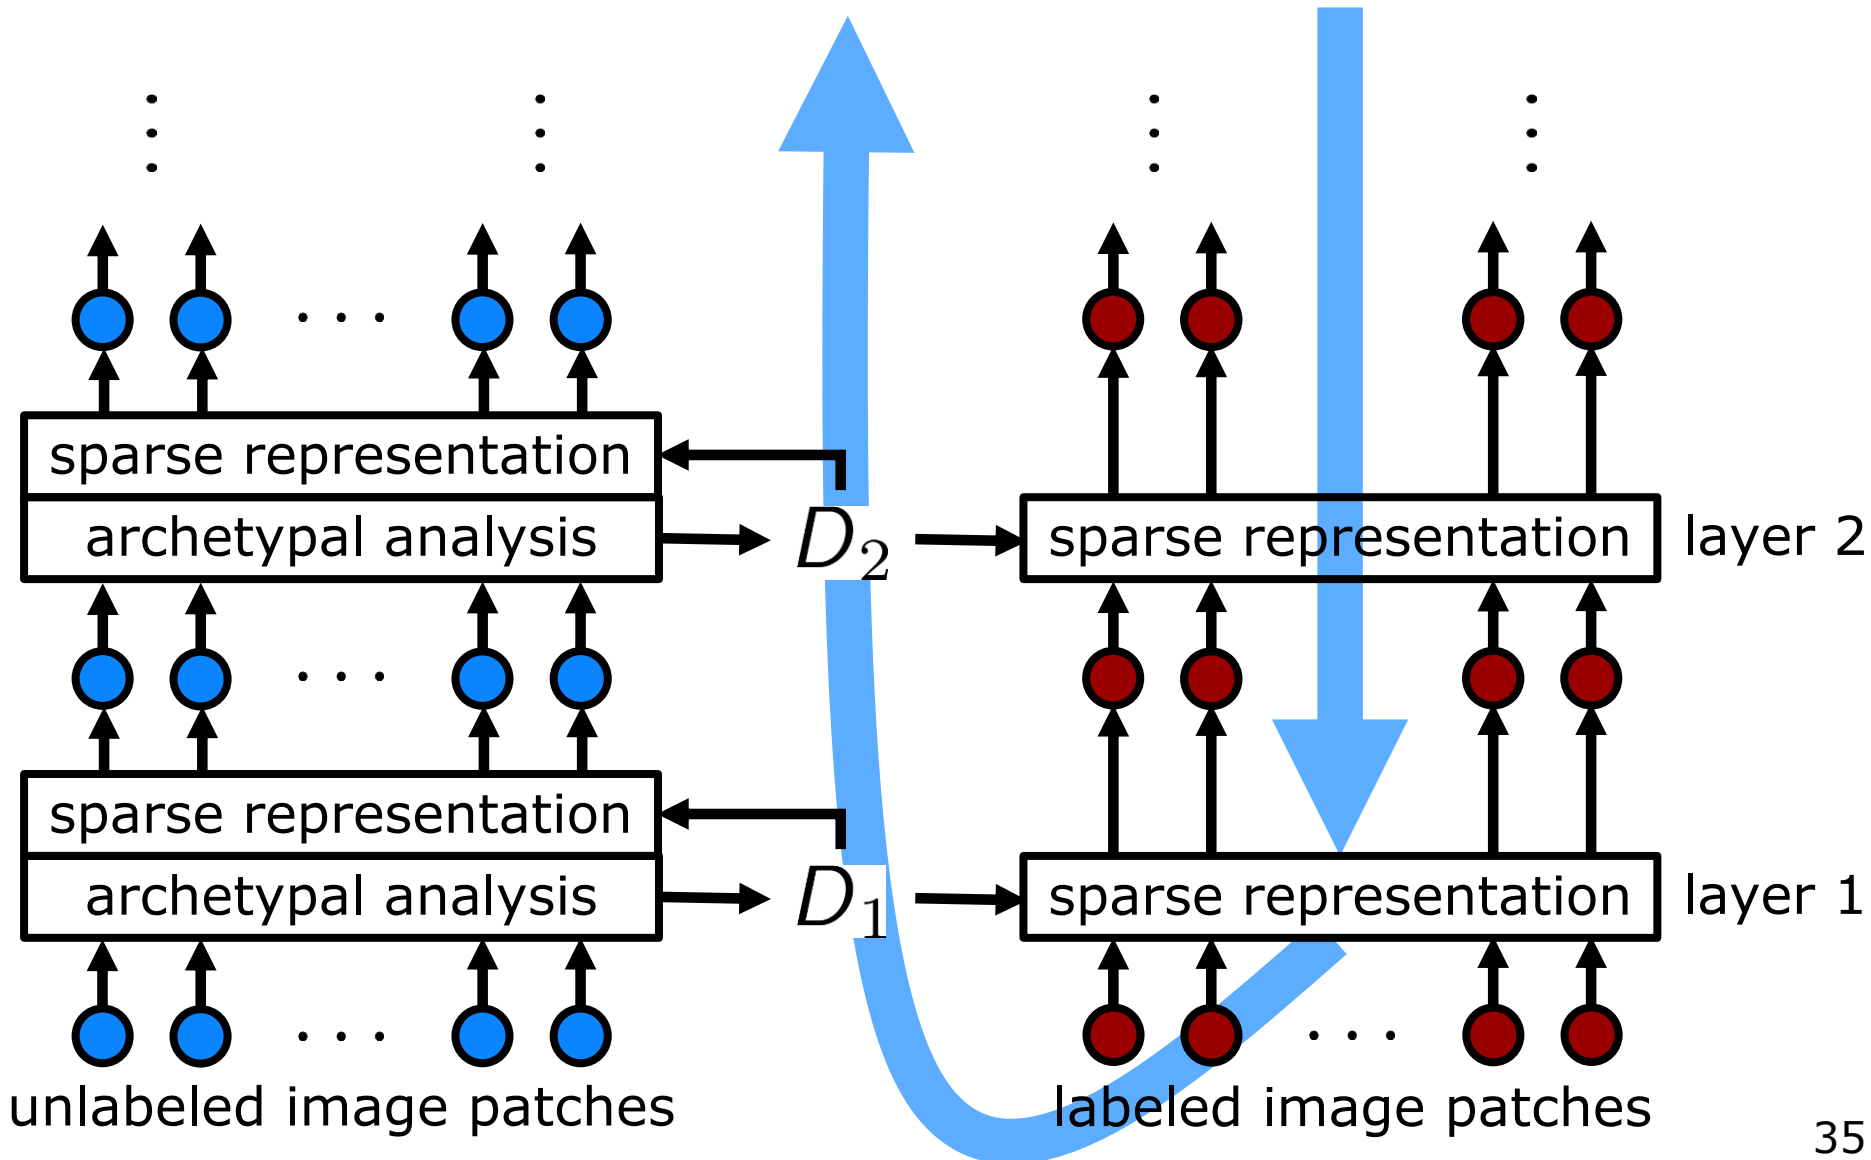 sparse representation
archetypal analysis
D₂
sparse representation
layer 2
sparse representation
archetypal analysis
D₁
sparse representation
layer 1
unlabeled image patches
labeled image patches
35